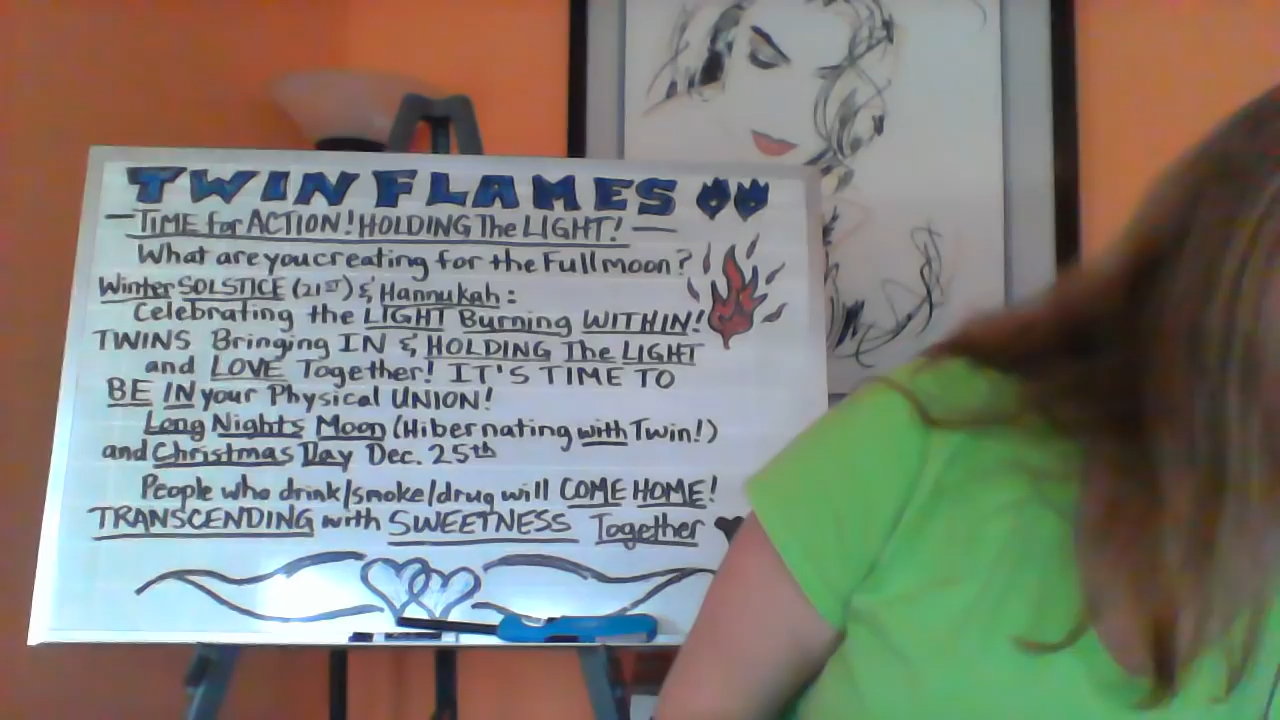 TWIN FLAMES
—TIME for ACTION! HOLDING The LIGHT!—
What are you creating for the Full moon?
Winter SOLSTICE (21ST) & Hannukah:
Celebrating the LIGHT Burning WITHIN!
TWINS Bringing IN & HOLDING The LIGHT
and LOVE Together! IT'S TIME TO
BE IN your Physical UNION!
Long Nights Moon (Hibernating with Twin!)
and Christmas Day Dec. 25th
People who drink/smoke/drug will COME HOME!
TRANSCENDING with SWEETNESS Together